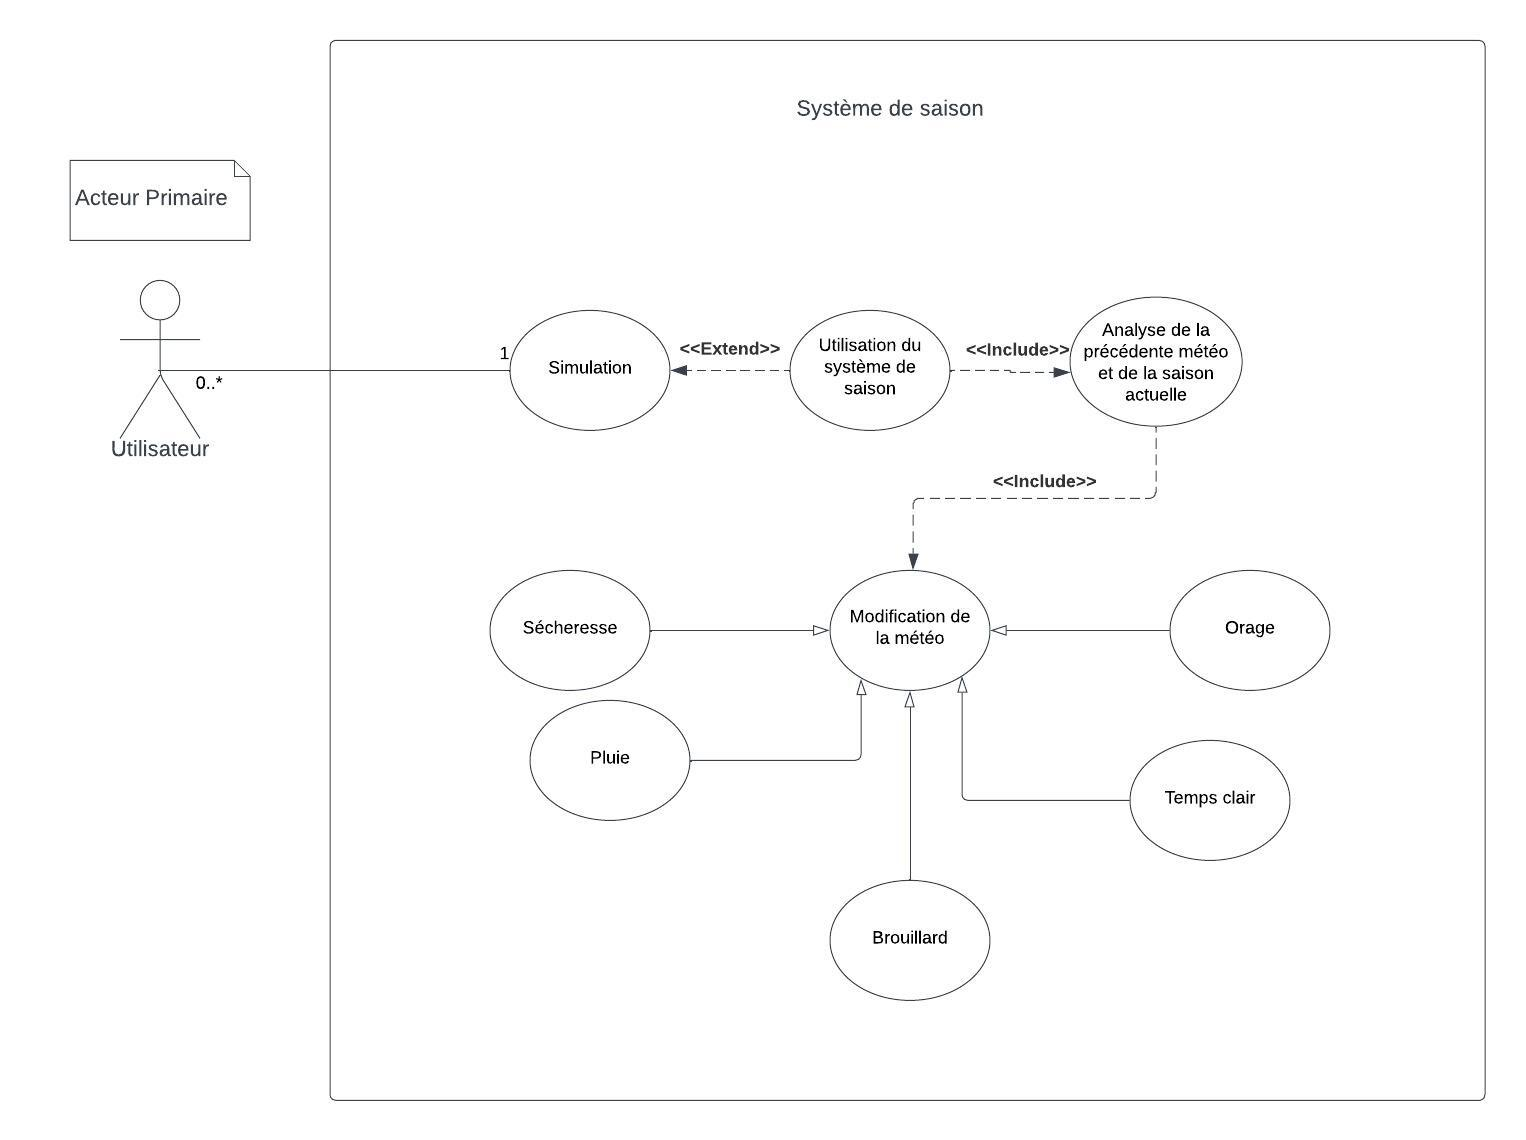 Système de saison
Acteur Primaire
Utilisateur
0..*
1
Simulation
<<Extend>>
Utilisation du
système de
saison
<<Include>>
Analyse de la
précédente météo
et de la saison
actuelle
<<Include>>
Sécheresse
Modification de
la météo
Orage
Pluie
Temps clair
Brouillard